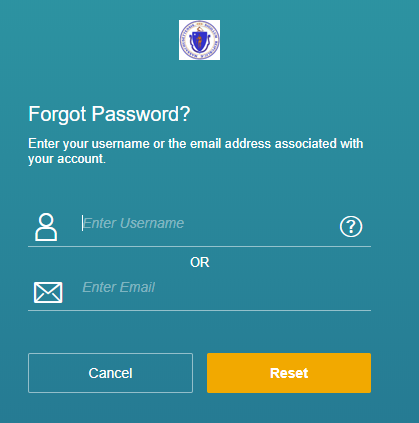 Forgot Password?
Enter your username or the email address associated with
your account.
Enter Username
?
OR
Enter Email
Cancel
Reset